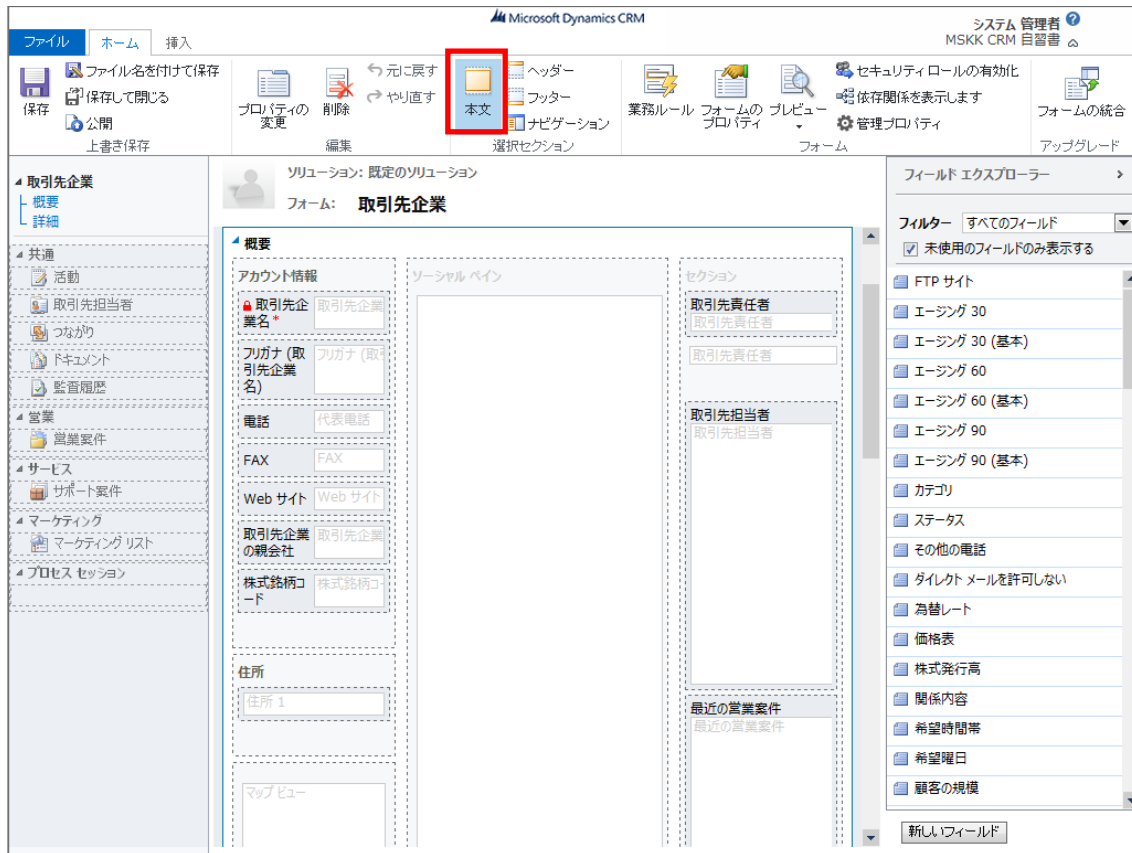 Microsoft Dynamics CRM
システム 管理者
MSKK CRM 自習書
ファイル
ホーム
挿入
保存
ファイル名を付けて保存
保存して閉じる
公開
上書き保存
プロパティの
変更
削除
元に戻す
やり直す
編集
本文
ヘッダー
フッター
ナビゲーション
選択セクション
業務ルール
フォームの
プロパティ
プレビュー
セキュリティ ロールの有効化
依存関係を表示します
管理プロパティ
フォーム
フォームの統合
アップグレード
取引先企業
概要
詳細
共通
活動
取引先担当者
つながり
ドキュメント
監査履歴
営業
営業案件
サービス
サポート案件
マーケティング
マーケティング リスト
プロセス セッション
ソリューション: 既定のソリューション
フォーム: 取引先企業
概要
アカウント情報
取引先企
業名*
取引先企業
フリガナ (取
引先企業
名)
フリガナ (取
電話
代表電話
FAX
FAX
Web サイト
Web サイト
取引先企業
の親会社
取引先企業
株式銘柄コ
ード
株式銘柄コ
住所
住所 1
マップ ビュー
ソーシャル ペイン
セクション
取引先責任者
取引先責任者
取引先責任者
取引先担当者
取引先担当者
最近の営業案件
最近の営業案件
フィールド エクスプローラー
フィルター すべてのフィールド
未使用のフィールドのみ表示する
FTP サイト
エージング 30
エージング 30 (基本)
エージング 60
エージング 60 (基本)
エージング 90
エージング 90 (基本)
カテゴリ
ステータス
その他の電話
ダイレクト メールを許可しない
為替レート
価格表
株式発行高
関係内容
希望時間帯
希望曜日
顧客の規模
新しいフィールド